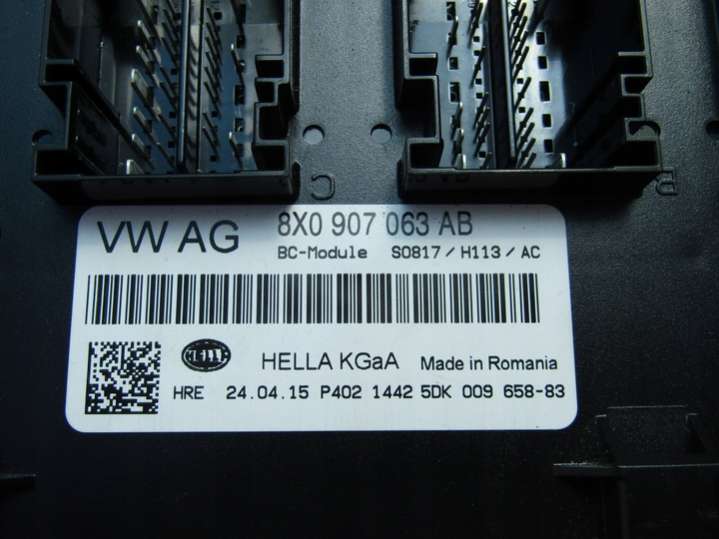 C
B
VW AG 8X0 907 063 AB
BC-Module S0817 / H113 / AC
HELLA
HELLA KGaA Made in Romania
HRE 24.04.15 P402 1442 5DK 009 658-83